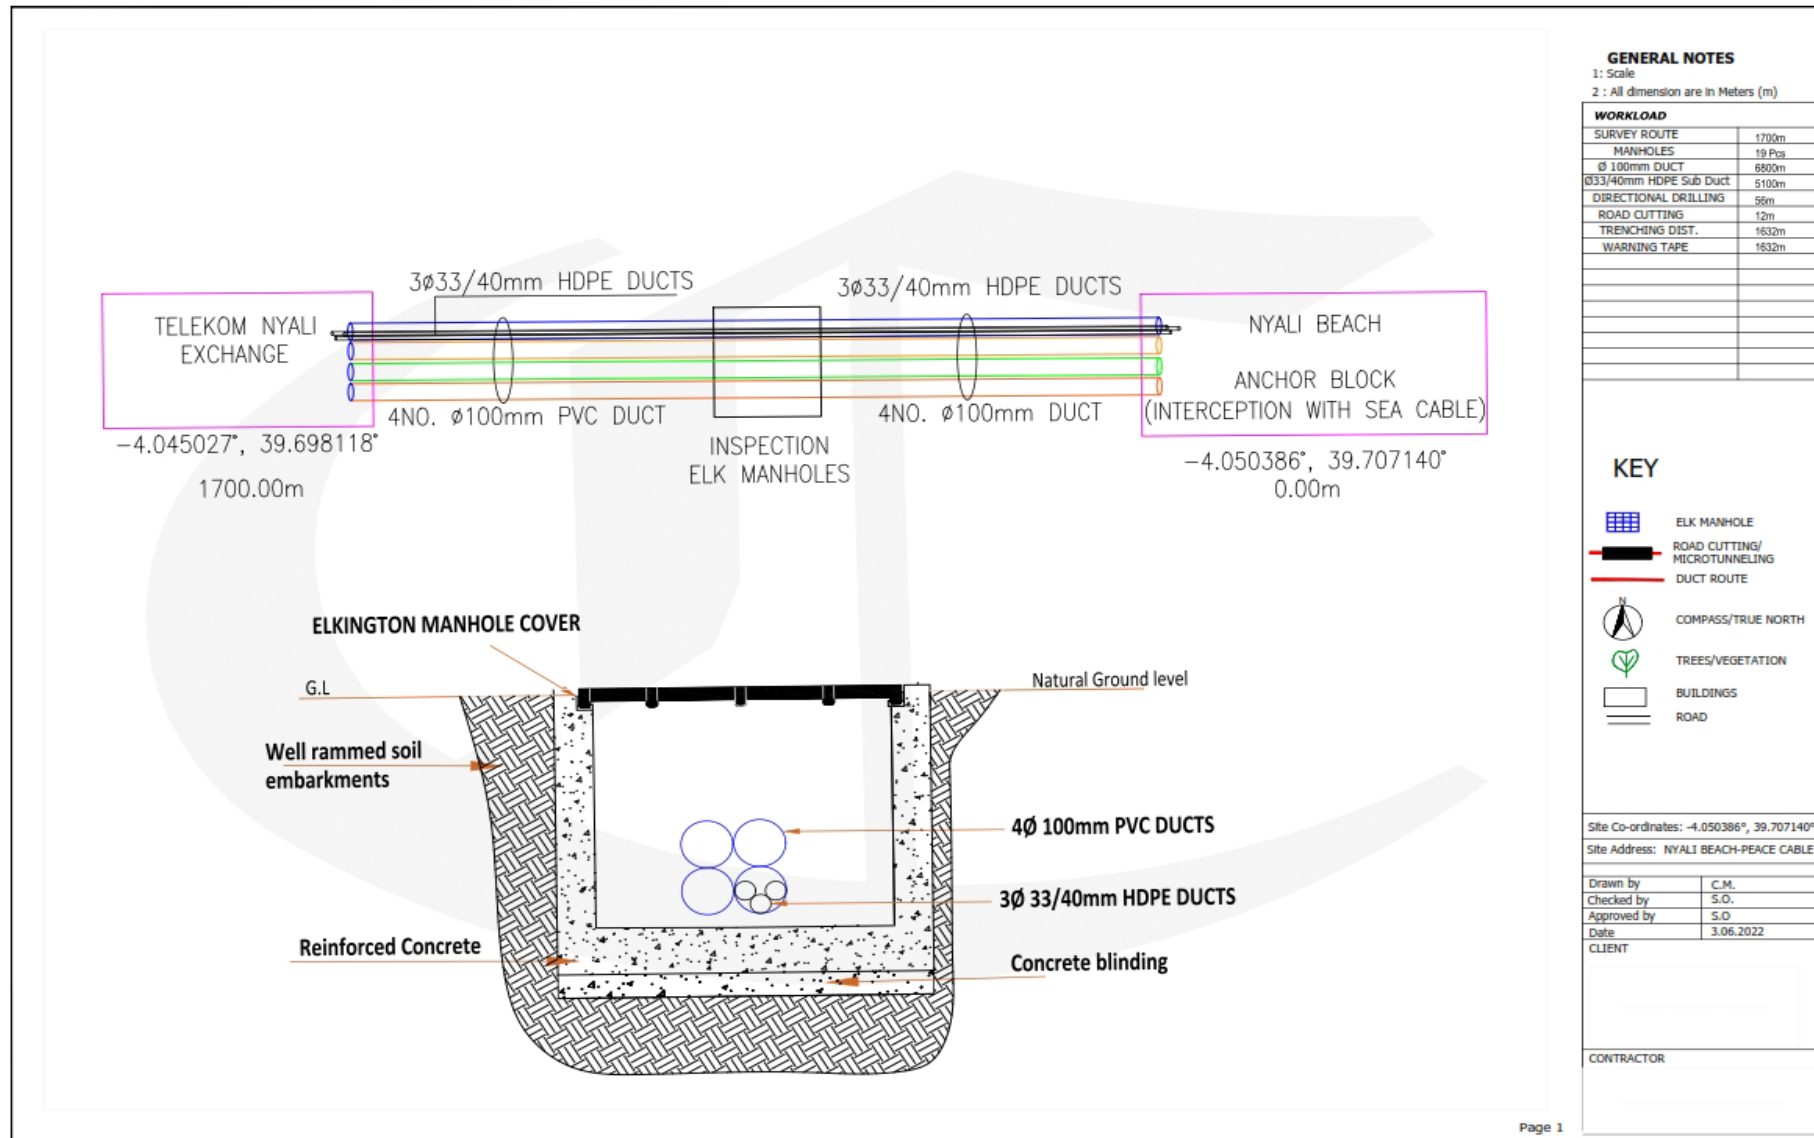 GENERAL NOTES
1: Scale
2 : All dimension are in Meters (m)
WORKLOAD
SURVEY ROUTE 1700m
MANHOLES 19 Pcs
Ø 100mm DUCT 6800m
Ø33/40mm HDPE Sub Duct 5100m
DIRECTIONAL DRILLING 56m
ROAD CUTTING 12m
TRENCHING DIST. 1632m
WARNING TAPE 1632m
3ø33/40mm HDPE DUCTS
3ø33/40mm HDPE DUCTS
TELEKOM NYALI
EXCHANGE
NYALI BEACH
ANCHOR BLOCK
(INTERCEPTION WITH SEA CABLE)
4NO. ø100mm PVC DUCT
4NO. ø100mm DUCT
-4.045027°, 39.698118°
1700.00m
INSPECTION
ELK MANHOLES
-4.050386°, 39.707140°
0.00m
KEY
ELK MANHOLE
ROAD CUTTING/
MICROTUNNELING
DUCT ROUTE
N
COMPASS/TRUE NORTH
TREES/VEGETATION
BUILDINGS
ROAD
ELKINGTON MANHOLE COVER
G.L
Natural Ground level
Well rammed soil
embarkments
4Ø 100mm PVC DUCTS
3Ø 33/40mm HDPE DUCTS
Reinforced Concrete
Concrete blinding
Site Co-ordinates: -4.050386°, 39.707140°
Site Address: NYALI BEACH-PEACE CABLE
Drawn by C.M.
Checked by S.O.
Approved by S.O
Date 3.06.2022
CLIENT
CONTRACTOR
Page 1